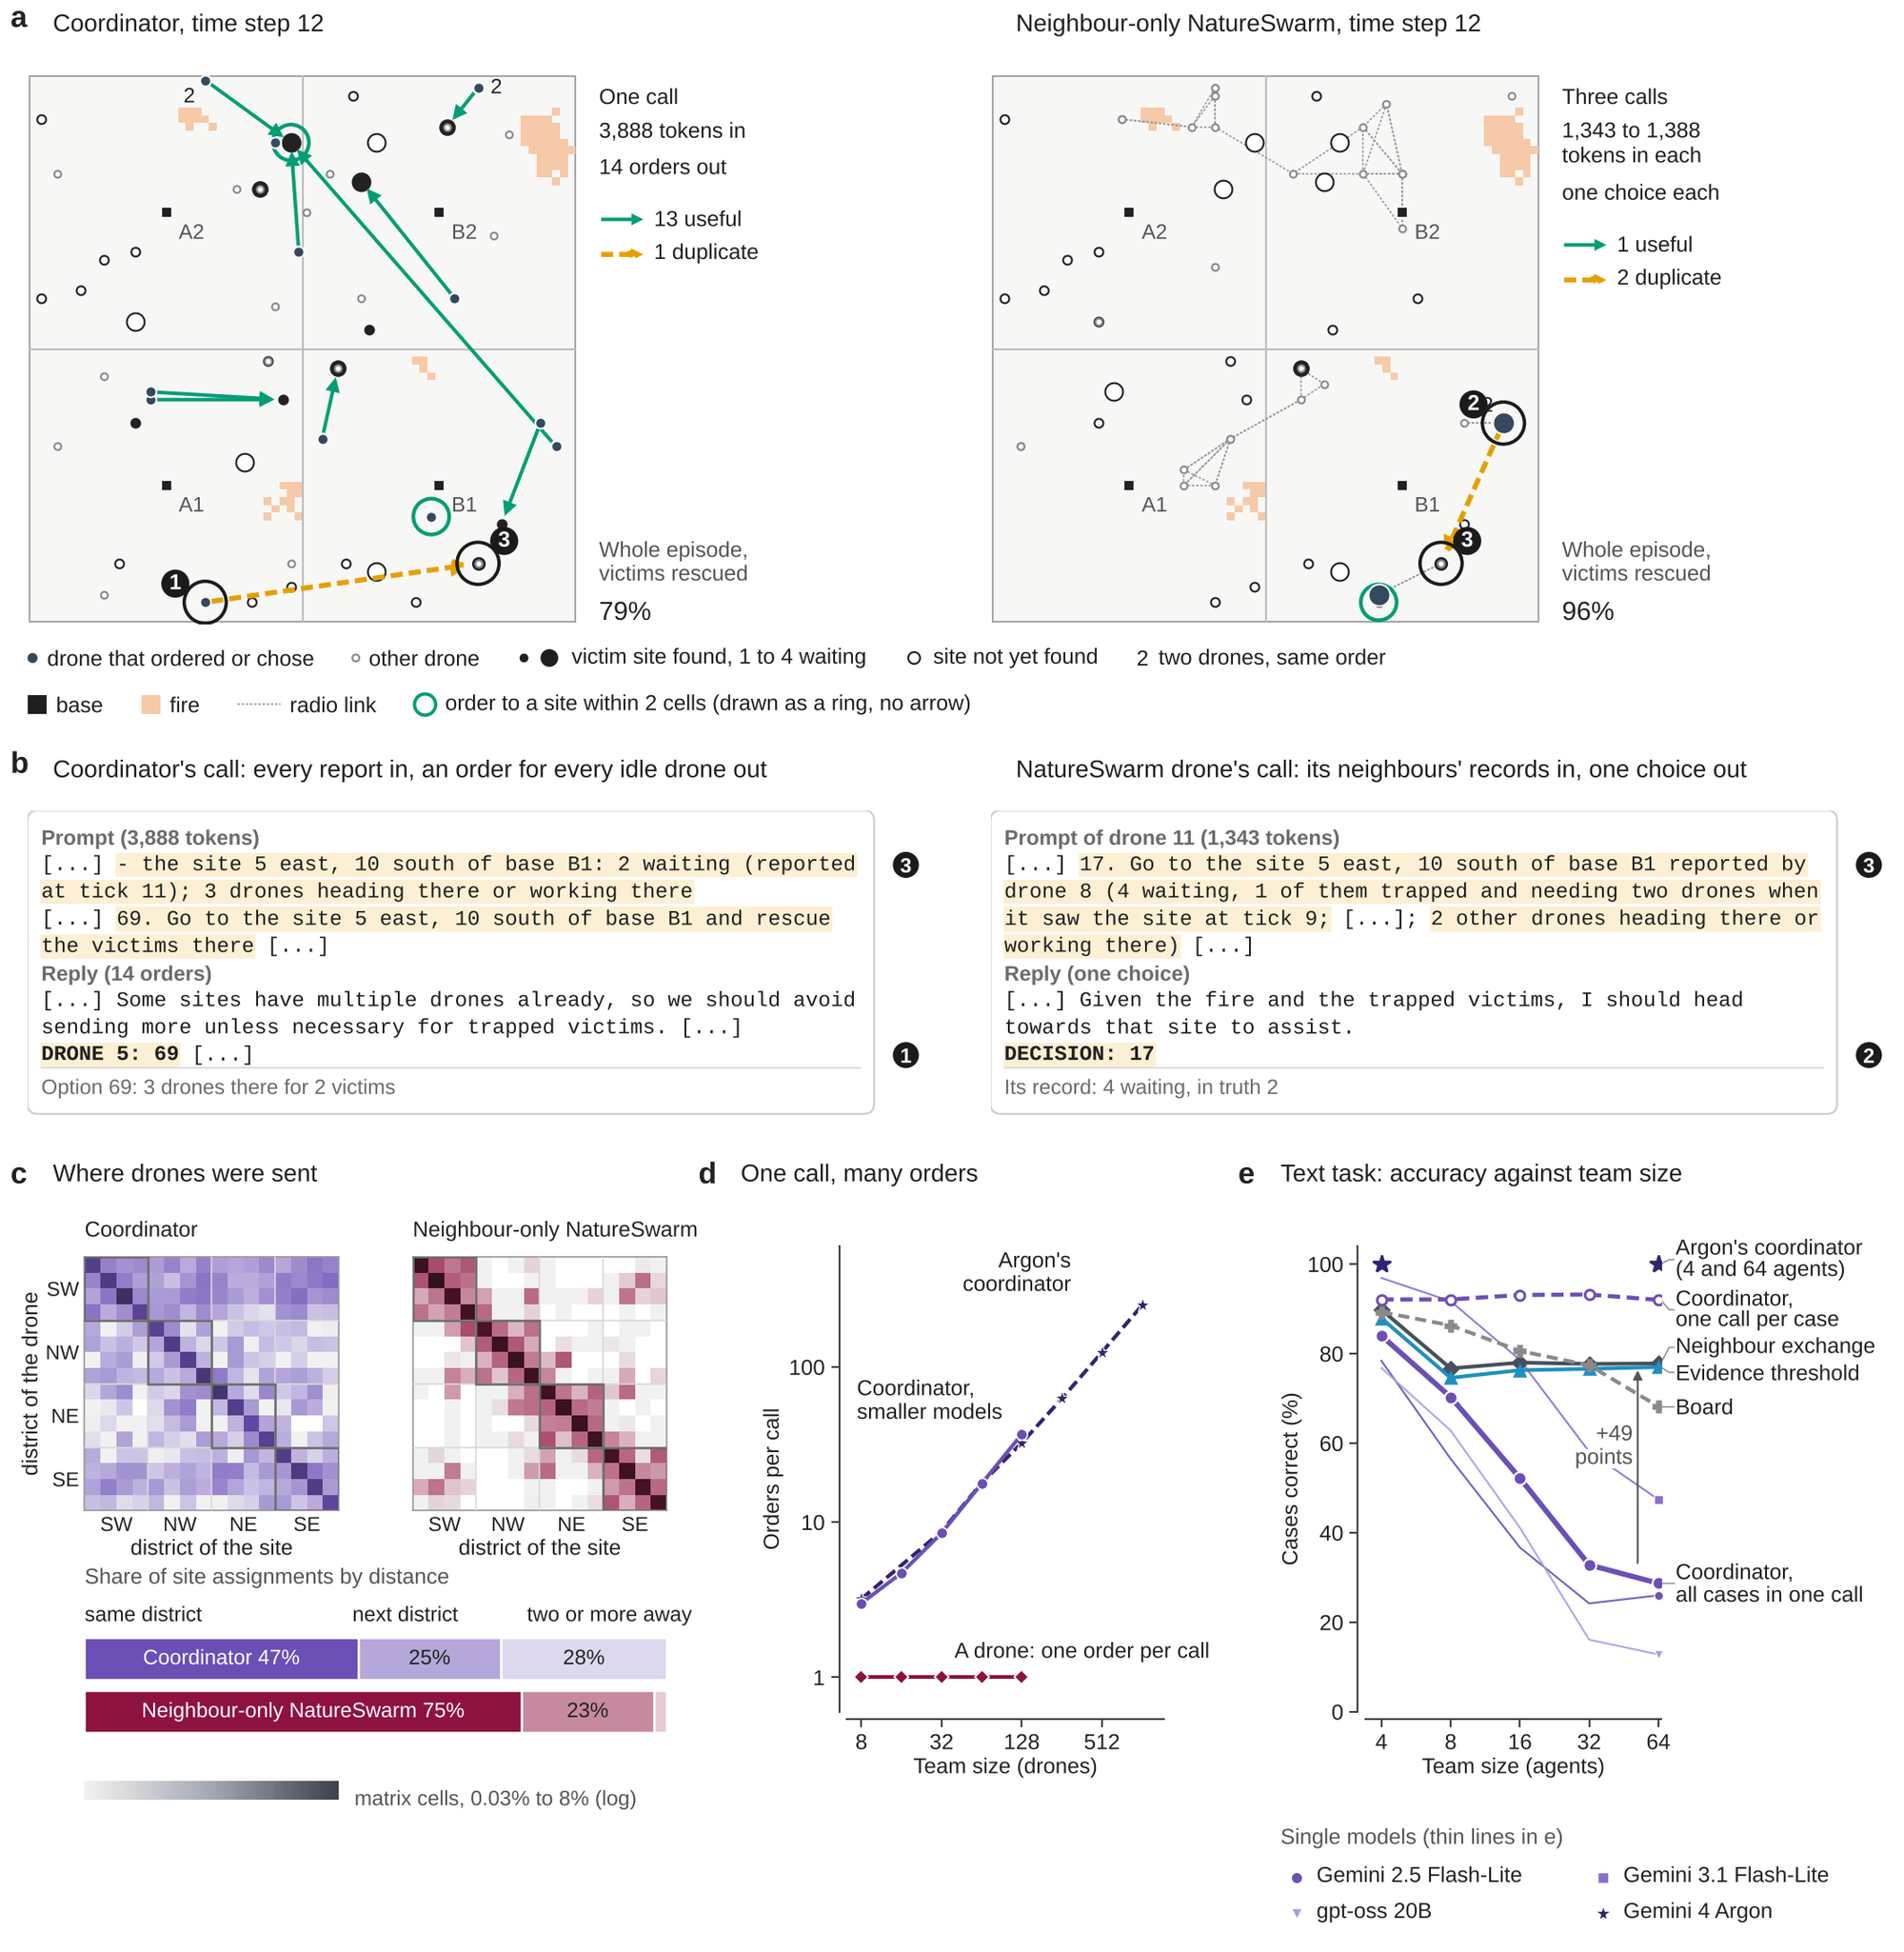 a Coordinator, time step 12
2
2
A2
B2
A1
B1
1
3
One call
3,888 tokens in
14 orders out
13 useful
1 duplicate
Whole episode,
victims rescued
79%
Neighbour-only NatureSwarm, time step 12
A2
B2
2 2
A1
B1
3
Three calls
1,343 to 1,388
tokens in each
one choice each
1 useful
2 duplicate
Whole episode,
victims rescued
96%
drone that ordered or chose other drone victim site found, 1 to 4 waiting site not yet found 2 two drones, same order
base fire radio link order to a site within 2 cells (drawn as a ring, no arrow)
b Coordinator's call: every report in, an order for every idle drone out
Prompt (3,888 tokens)
[...] - the site 5 east, 10 south of base B1: 2 waiting (reported
at tick 11); 3 drones heading there or working there
[...] 69. Go to the site 5 east, 10 south of base B1 and rescue
the victims there [...]
Reply (14 orders)
[...] Some sites have multiple drones already, so we should avoid
sending more unless necessary for trapped victims. [...]
DRONE 5: 69 [...]
Option 69: 3 drones there for 2 victims
3
1
NatureSwarm drone's call: its neighbours' records in, one choice out
Prompt of drone 11 (1,343 tokens)
[...] 17. Go to the site 5 east, 10 south of base B1 reported by
drone 8 (4 waiting, 1 of them trapped and needing two drones when
it saw the site at tick 9; [...]; 2 other drones heading there or
working there) [...]
Reply (one choice)
[...] Given the fire and the trapped victims, I should head
towards that site to assist.
DECISION: 17
Its record: 4 waiting, in truth 2
3
2
c Where drones were sent
Coordinator
district of the drone
SW
NW
NE
SE
SW NW NE SE
district of the site
Neighbour-only NatureSwarm
SW NW NE SE
district of the site
Share of site assignments by distance
same district next district two or more away
Coordinator 47% 25% 28%
Neighbour-only NatureSwarm 75% 23%
matrix cells, 0.03% to 8% (log)
d One call, many orders
Orders per call
100
10
1
Argon's
coordinator
Coordinator,
smaller models
A drone: one order per call
8 32 128 512
Team size (drones)
e Text task: accuracy against team size
Cases correct (%)
100
80
60
40
20
0
Argon's coordinator
(4 and 64 agents)
Coordinator,
one call per case
Neighbour exchange
Evidence threshold
Board
+49
points
Coordinator,
all cases in one call
4 8 16 32 64
Team size (agents)
Single models (thin lines in e)
Gemini 2.5 Flash-Lite Gemini 3.1 Flash-Lite
gpt-oss 20B Gemini 4 Argon